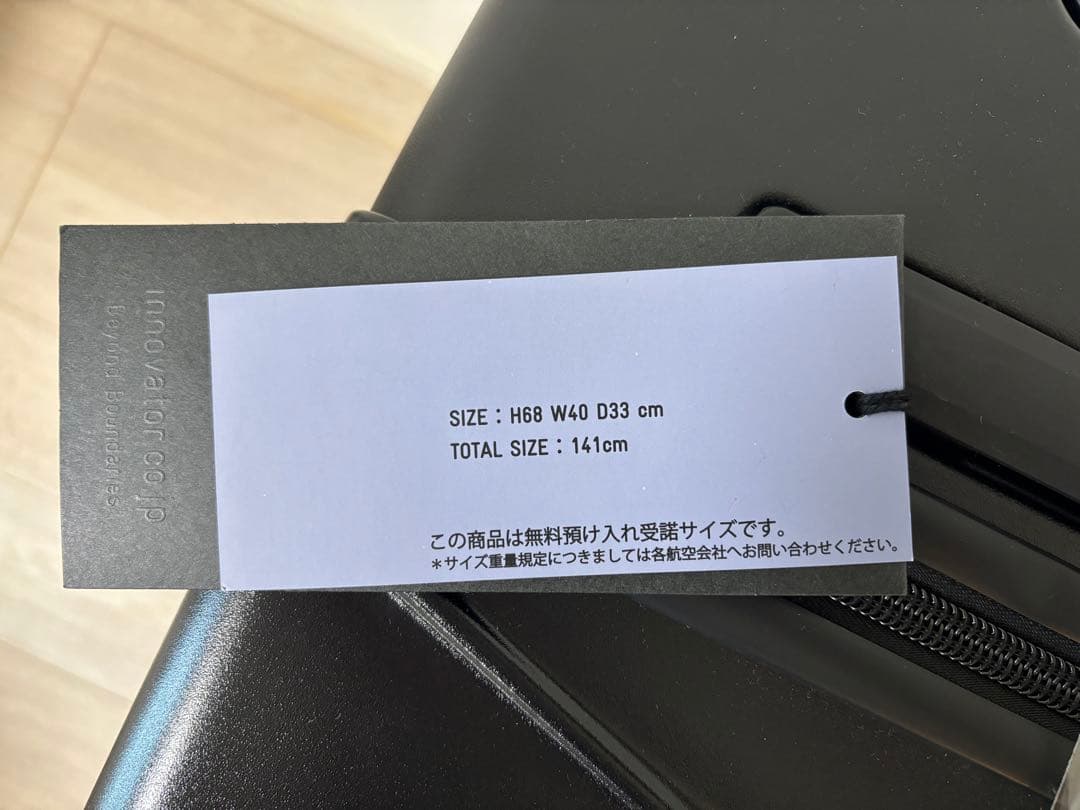 SIZE：H68 W40 D33 cm
TOTAL SIZE：141cm
この商品は無料預け入れ受諾サイズです。
＊サイズ重量規定につきましては各航空会社へお問い合わせください。
innovator.co.jp
Beyond Boundaries